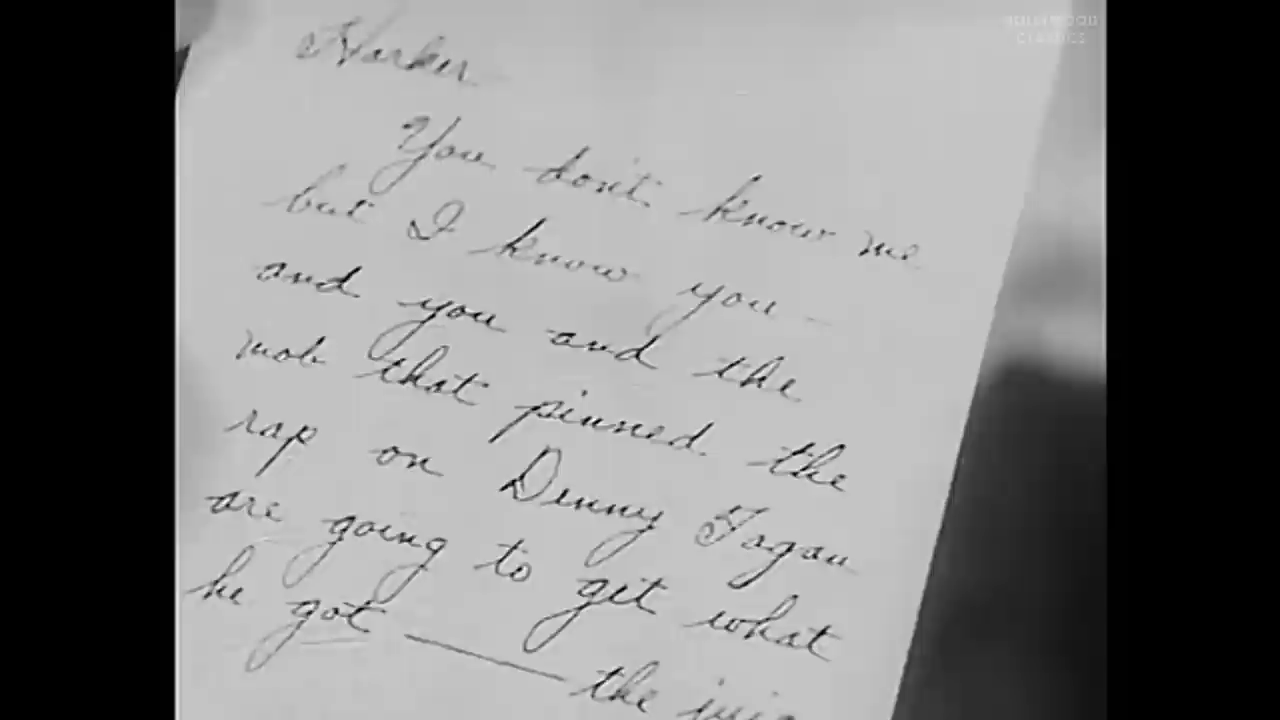 Harker
You don't know me
but I know you —
and you and the
mob that pinned the
rap on Denny Fagan
are going to get what
he got — the